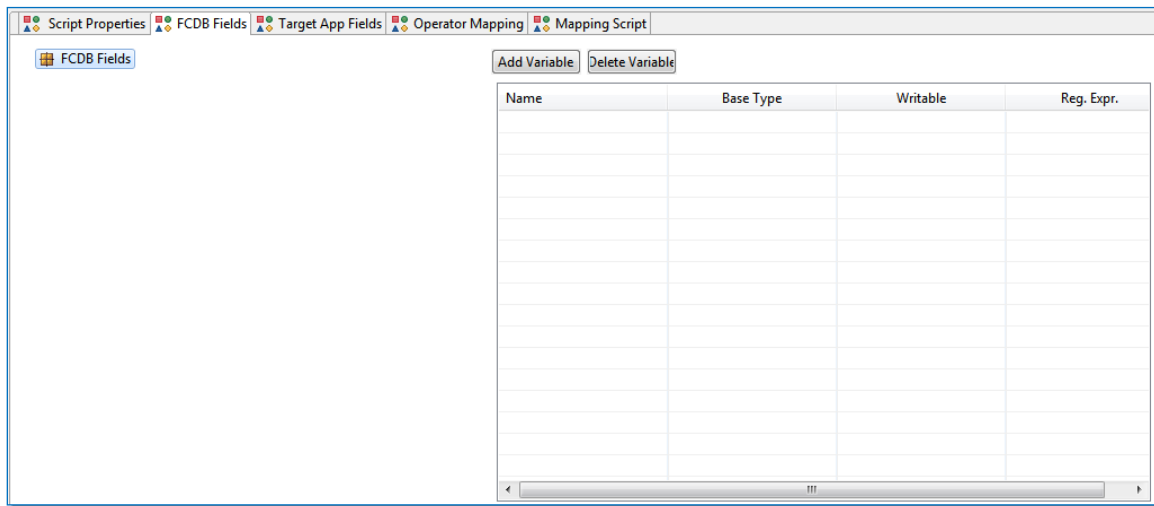 Script Properties FCDB Fields Target App Fields Operator Mapping Mapping Script
FCDB Fields
Add Variable Delete Variable
Name Base Type Writable Reg. Expr.